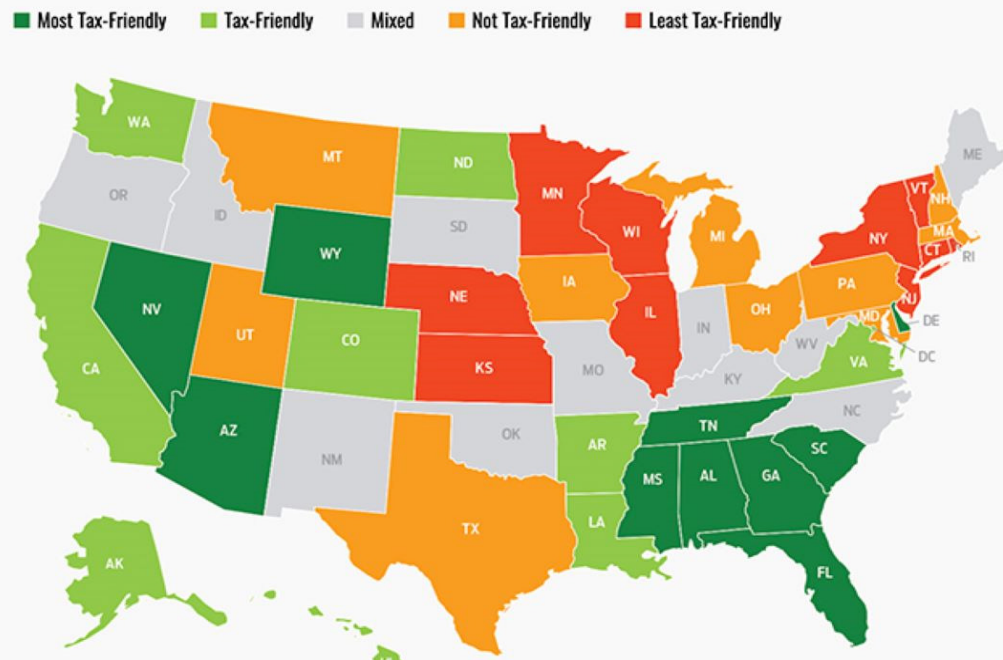 Most Tax-Friendly Tax-Friendly Mixed Not Tax-Friendly Least Tax-Friendly
WA
MT
ND
MN
ME
VT
NH
OR
ID
SD
WI
MI
NY
MA
CT
RI
WY
NE
IA
PA
NJ
NV
UT
CO
IL
IN
OH
MD
DE
DC
CA
KS
MO
KY
WV
VA
AZ
NM
OK
AR
TN
NC
SC
MS
AL
GA
TX
LA
AK
FL